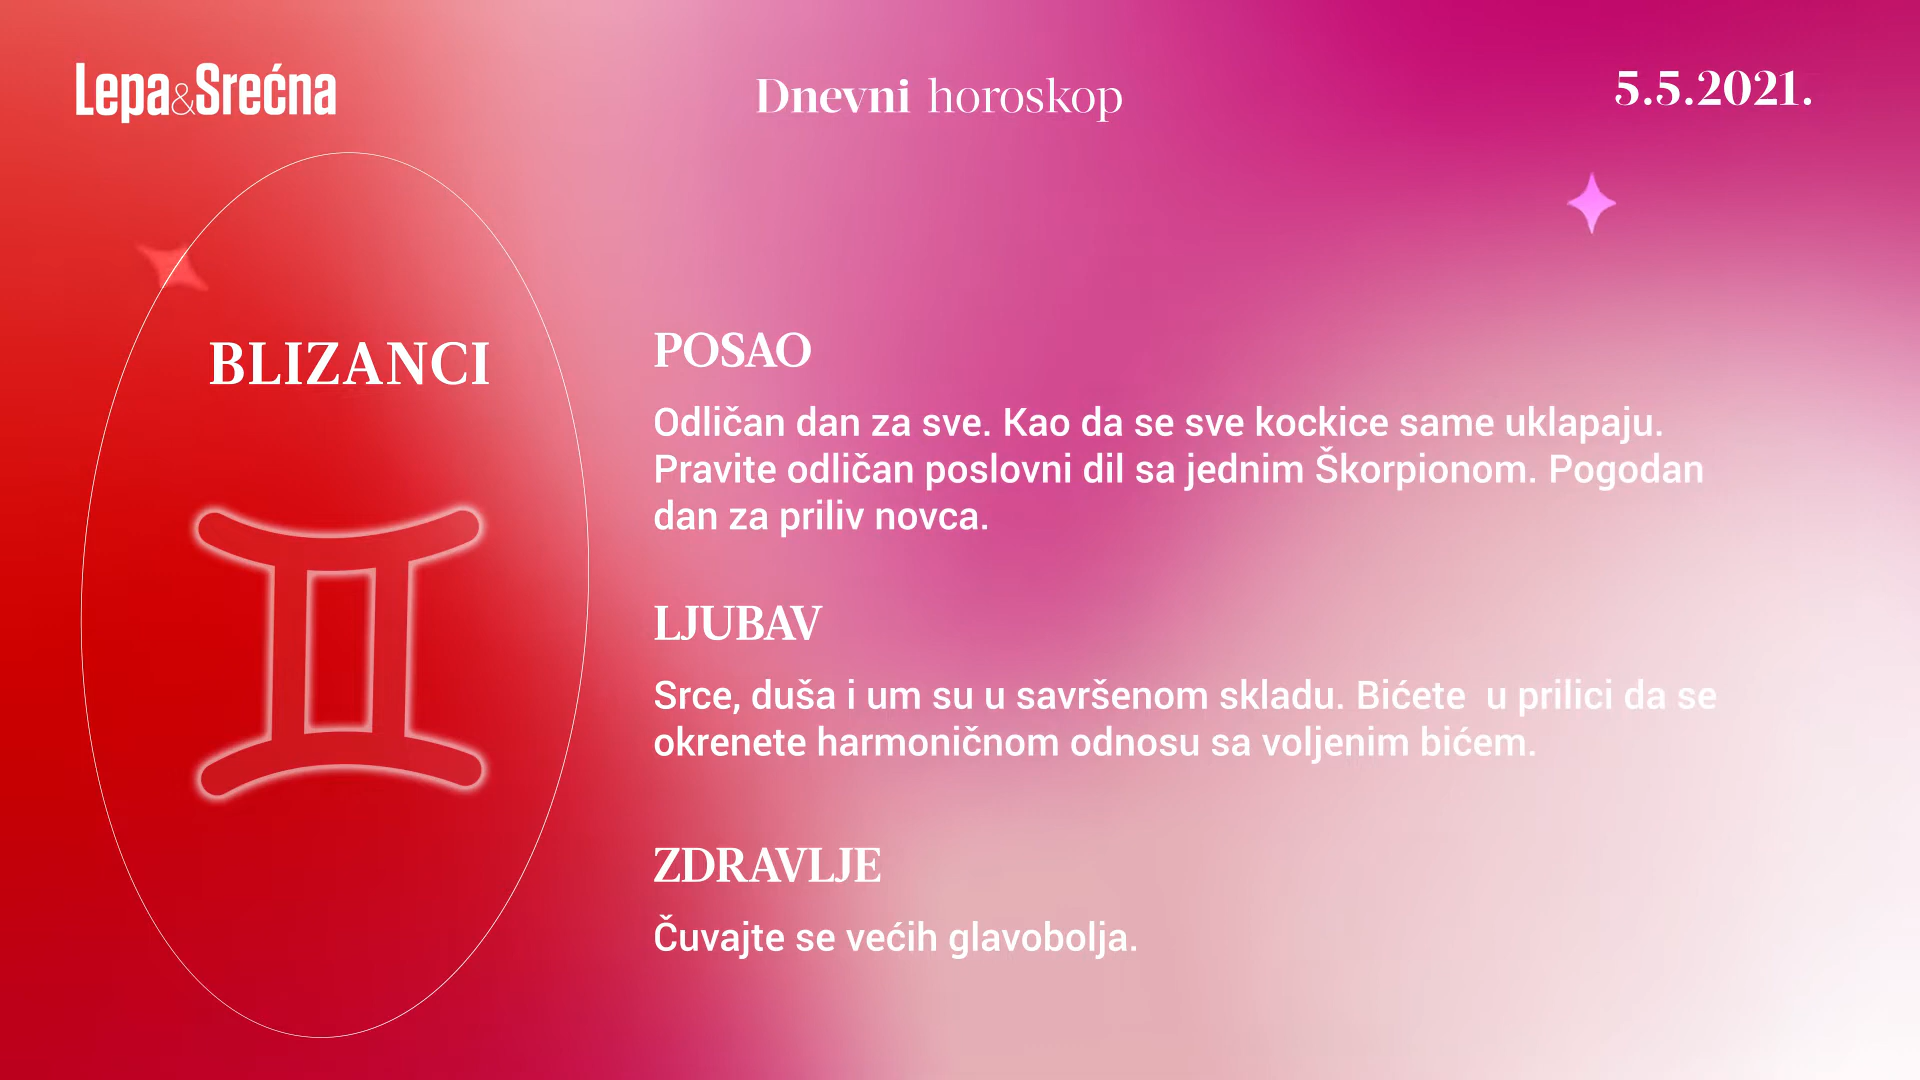 Lepa&Srećna
Dnevni horoskop
5.5.2021.
BLIZANCI
POSAO
Odličan dan za sve. Kao da se sve kockice same uklapaju.
Pravite odličan poslovni dil sa jednim Škorpionom. Pogodan
dan za priliv novca.
LJUBAV
Srce, duša i um su u savršenom skladu. Bićete  u prilici da se
okrenete harmoničnom odnosu sa voljenim bićem.
ZDRAVLJE
Čuvajte se većih glavobolja.